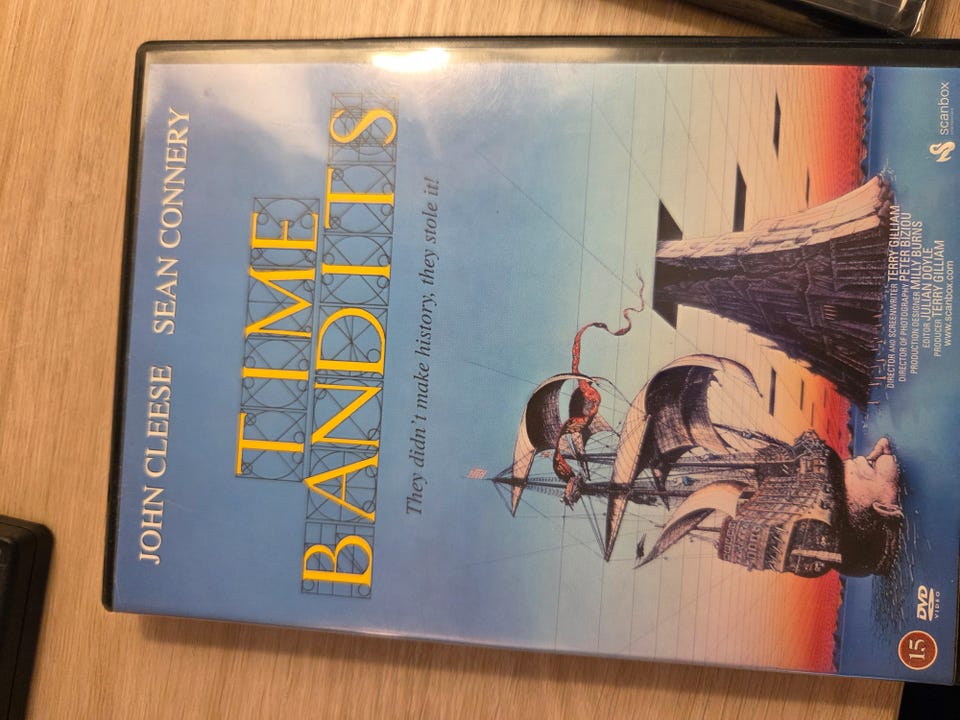 JOHN CLEESE SEAN CONNERY
TIME
BANDITS
They didn't make history, they stole it!
DIRECTOR AND SCREENWRITER TERRY GILLIAM
DIRECTOR OF PHOTOGRAPHY PETER BIZIOU
PRODUCTION DESIGNER MILLY BURNS
EDITOR JULIAN DOYLE
PRODUCER TERRY GILLIAM
www.scanbox.com
15
DVD
VIDEO
scanbox